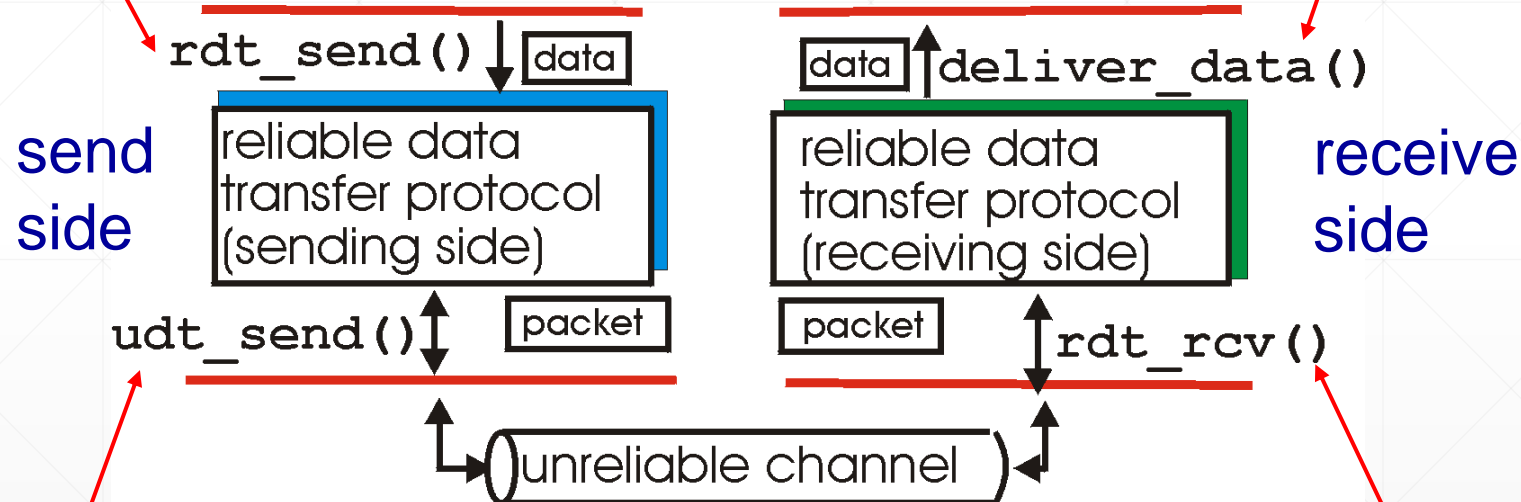 rdt_send()
data
data
deliver_data()
send
side
reliable data
transfer protocol
(sending side)
reliable data
transfer protocol
(receiving side)
receive
side
udt_send()
packet
packet
rdt_rcv()
unreliable channel